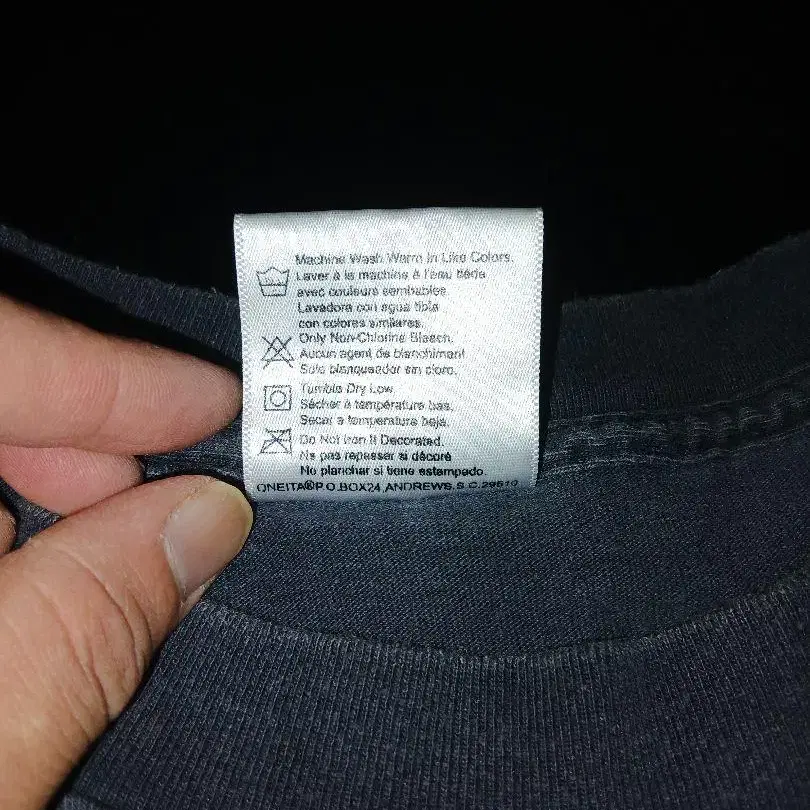 Machine Wash Warm In Like Colors.
Laver à la machine à l'eau tiède
avec couleurs semblables.
Lavadora con agua tibia
con colores similares.
Only Non-Chlorine Bleach.
Aucun agent de blanchimant
Solo blanqueador sin cloro.
Tumble Dry Low.
Sécher à température bas.
Secar a temperatura baja.
Do Not Iron If Decorated.
Ne pas repasser si décoré
No planchar si tiene estampado.
ONEITA®P.O.BOX24,ANDREWS,S.C.29510